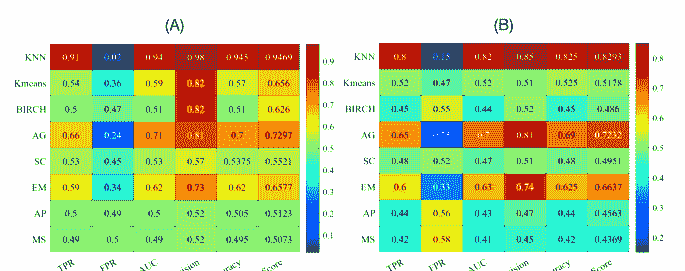 (A)
0.9
KNN 0.91 0.94 0.98 0.945 0.9469
0.8
Kmeans 0.54 0.36 0.59 0.82 0.57 0.656
0.7
BIRCH 0.5 0.47 0.51 0.82 0.51 0.626
0.6
AG 0.66 0.24 0.71 0.7 0.7297
0.5
SC 0.53 0.45 0.53 0.57 0.5375 0.5521
0.4
0.3
EM 0.59 0.34 0.62 0.73 0.62 0.6577
0.2
AP 0.5 0.49 0.5 0.52 0.505 0.5123
0.1
MS 0.49 0.5 0.49 0.52 0.495 0.5073
(B)
0.8
KNN 0.8 0.15 0.82 0.85 0.825 0.8293
0.7
Kmeans 0.52 0.47 0.52 0.51 0.525 0.5178
BIRCH 0.45 0.55 0.44 0.52 0.45 0.486
0.6
AG 0.65 0.7 0.81 0.69 0.7232
0.5
SC 0.48 0.52 0.47 0.51 0.48 0.4951
0.4
EM 0.6 0.63 0.74 0.625 0.6637
0.3
AP 0.44 0.56 0.43 0.47 0.44 0.4563
0.2
MS 0.42 0.58 0.41 0.45 0.42 0.4369